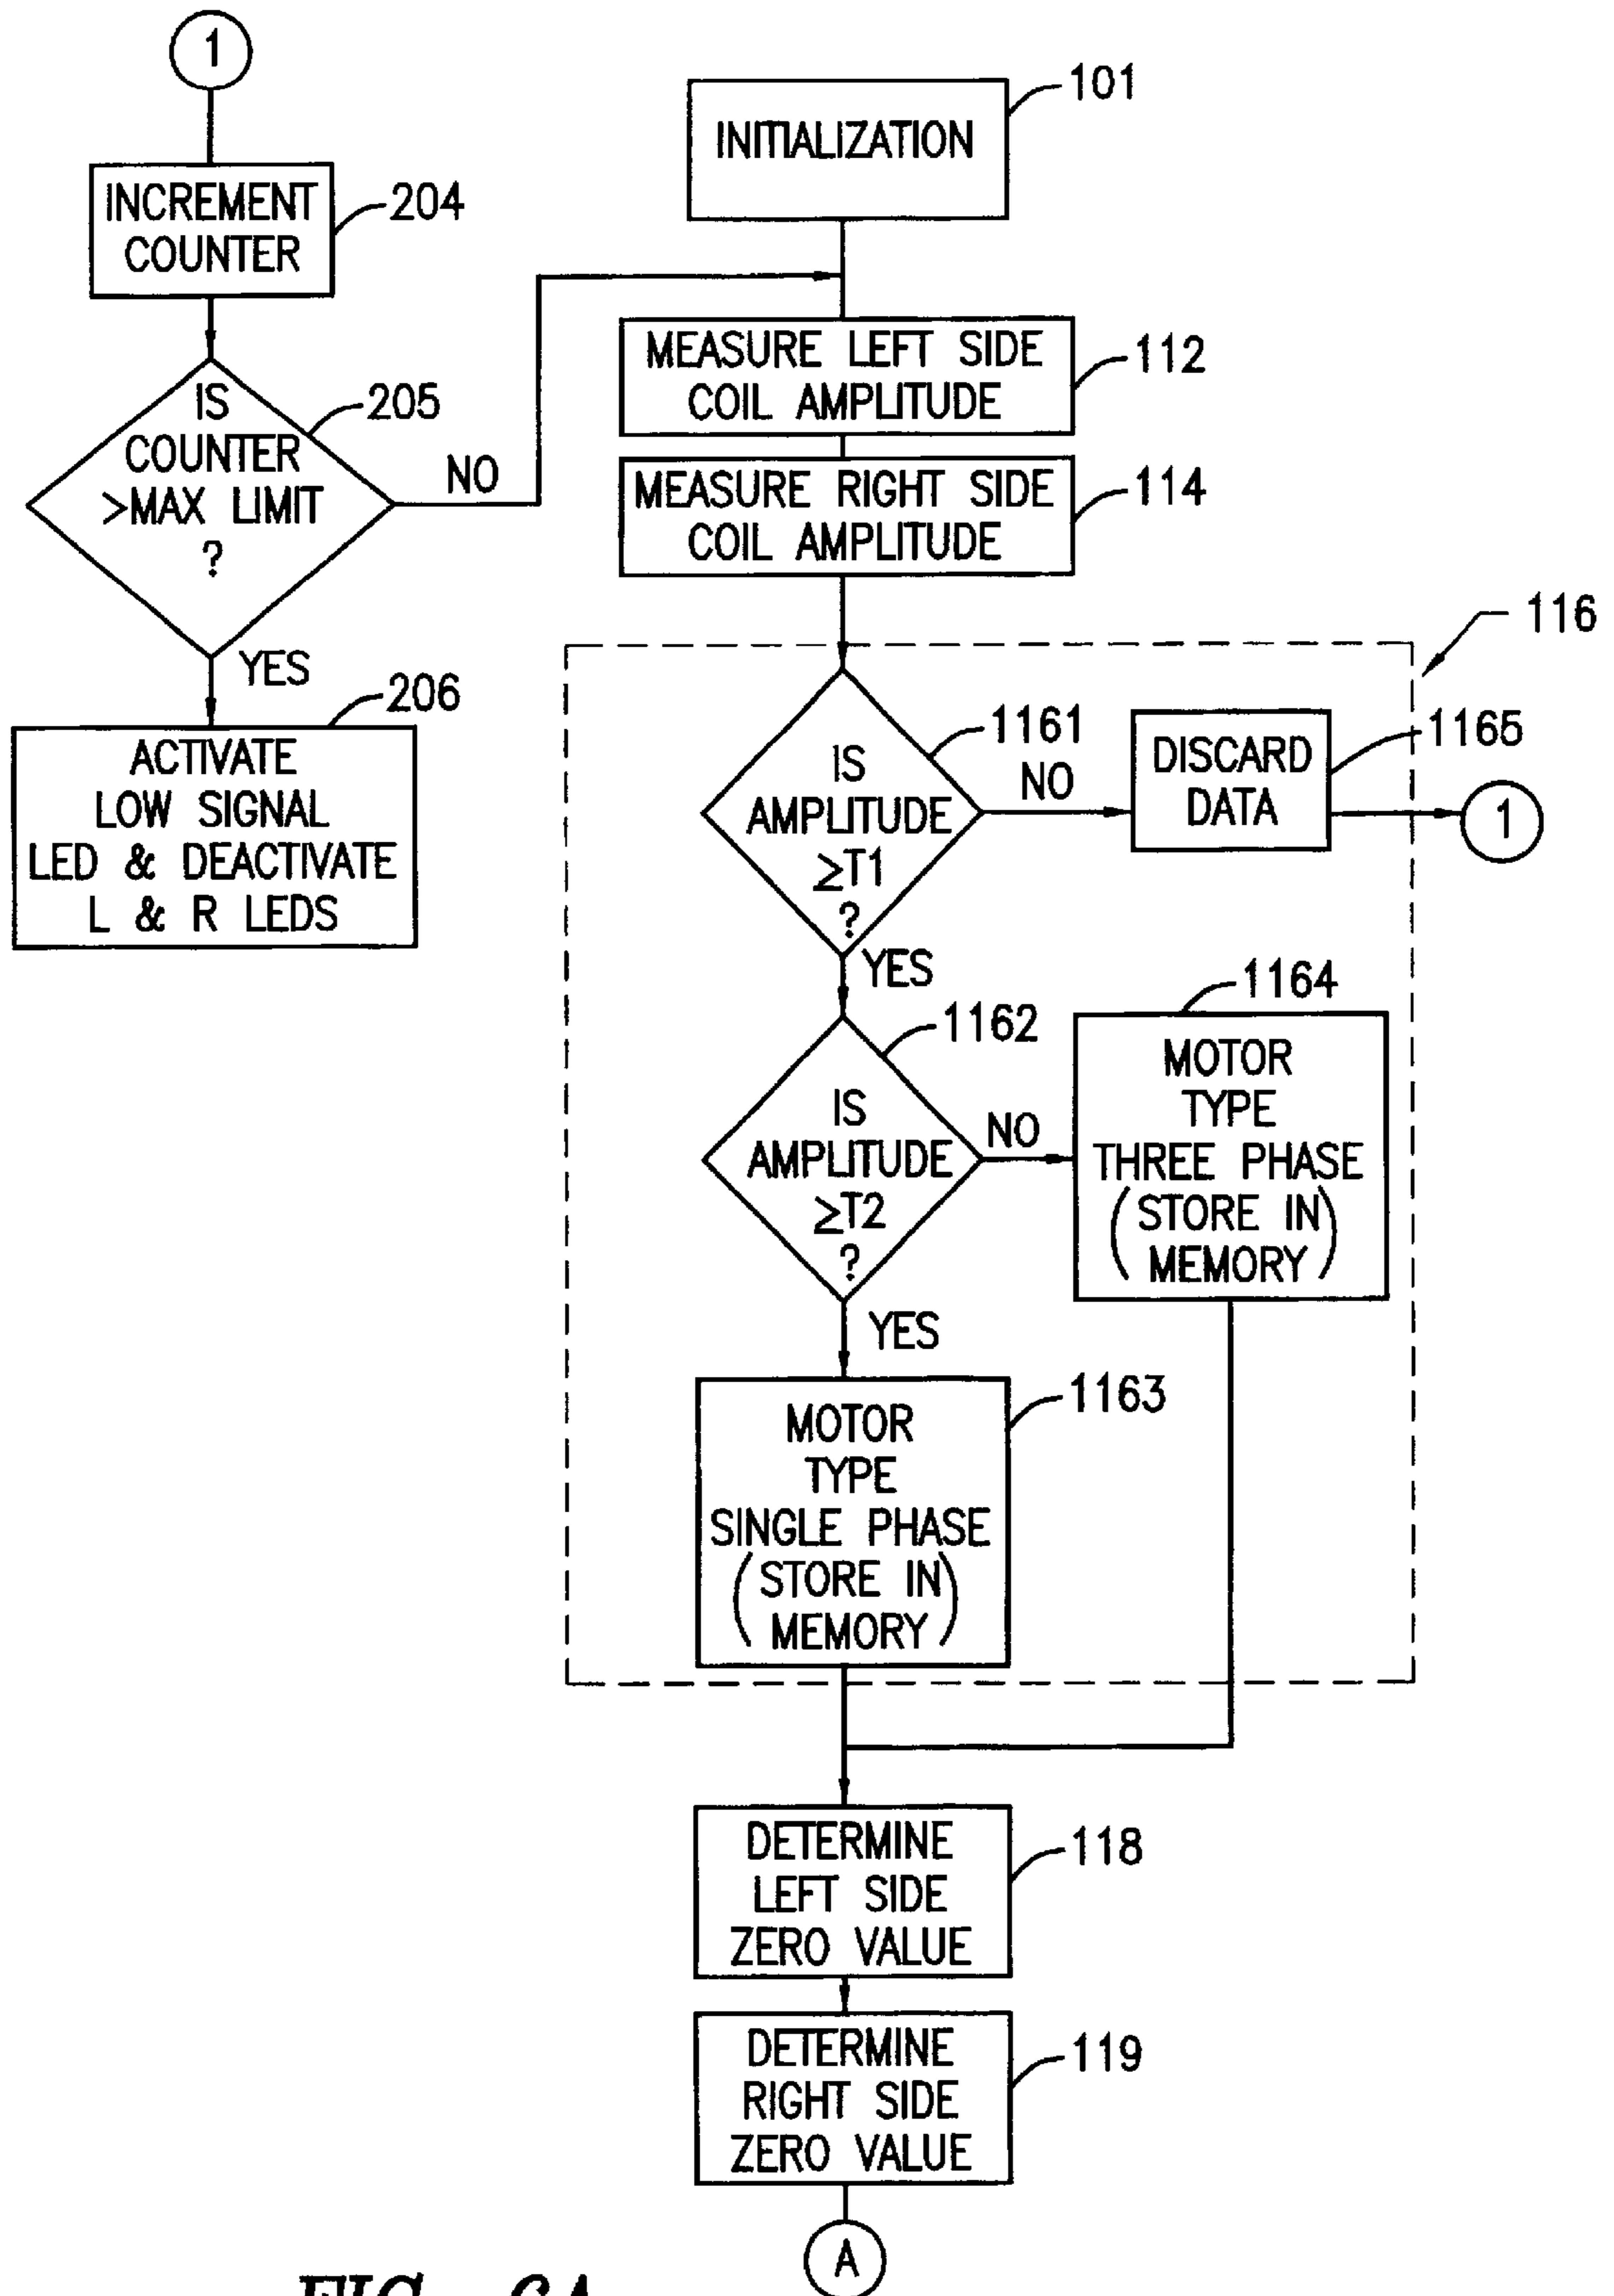 1
INCREMENT
COUNTER
204
IS
COUNTER
>MAX LIMIT
?
205
NO
YES
206
ACTIVATE
LOW SIGNAL
LED & DEACTIVATE
L & R LEDS
INITIALIZATION
101
MEASURE LEFT SIDE
COIL AMPLITUDE
112
MEASURE RIGHT SIDE
COIL AMPLITUDE
114
116
IS
AMPLITUDE
≥T1
?
1161
NO
DISCARD
DATA
1165
1
YES
IS
AMPLITUDE
≥T2
?
1162
NO
1164
MOTOR
TYPE
THREE PHASE
(STORE IN
MEMORY)
YES
MOTOR
TYPE
SINGLE PHASE
(STORE IN
MEMORY)
1163
DETERMINE
LEFT SIDE
ZERO VALUE
118
DETERMINE
RIGHT SIDE
ZERO VALUE
119
A
FIG. 6A